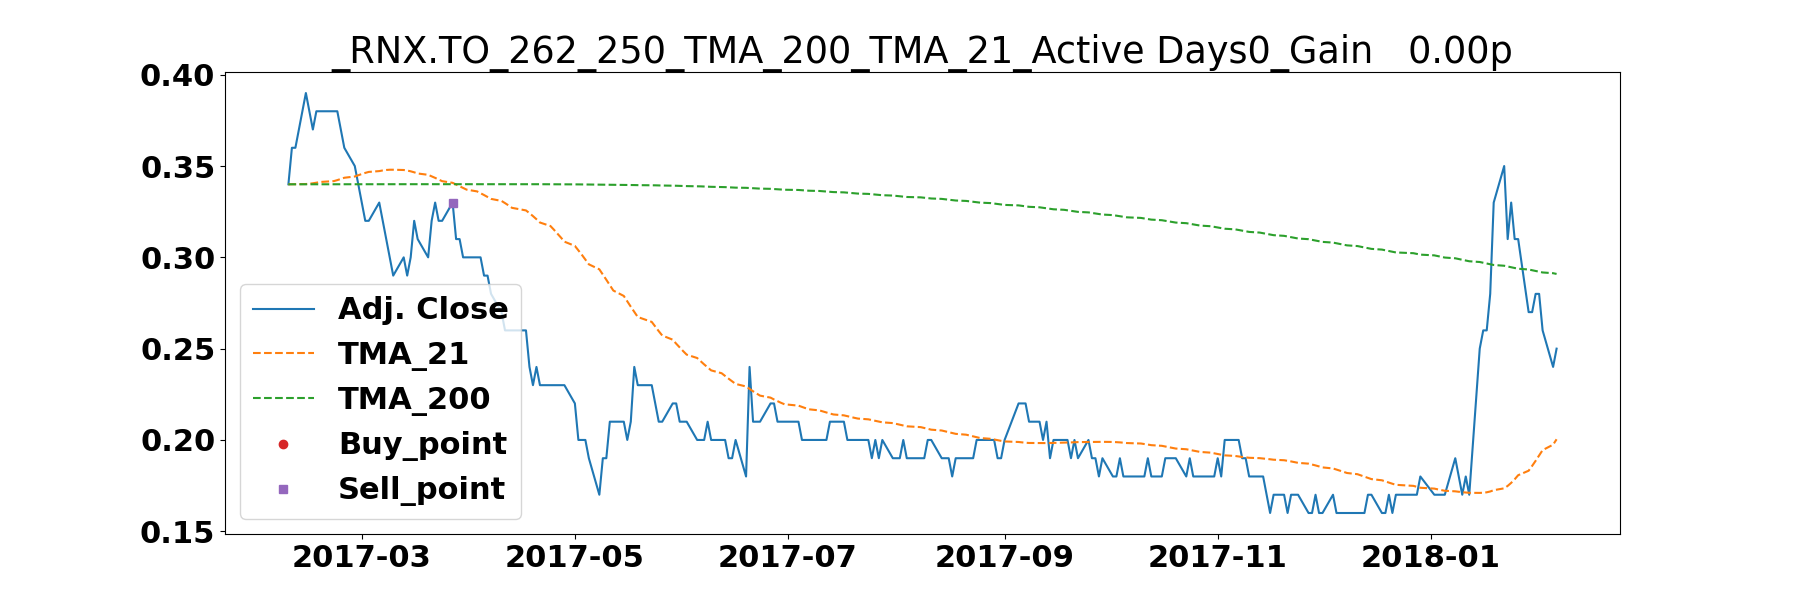 _RNX.TO_262_250_TMA_200_TMA_21_Active Days0_Gain   0.00p
0.40
0.35
0.30
0.25
0.20
0.15
Adj. Close
TMA_21
TMA_200
Buy_point
Sell_point
2017-03 2017-05 2017-07 2017-09 2017-11 2018-01